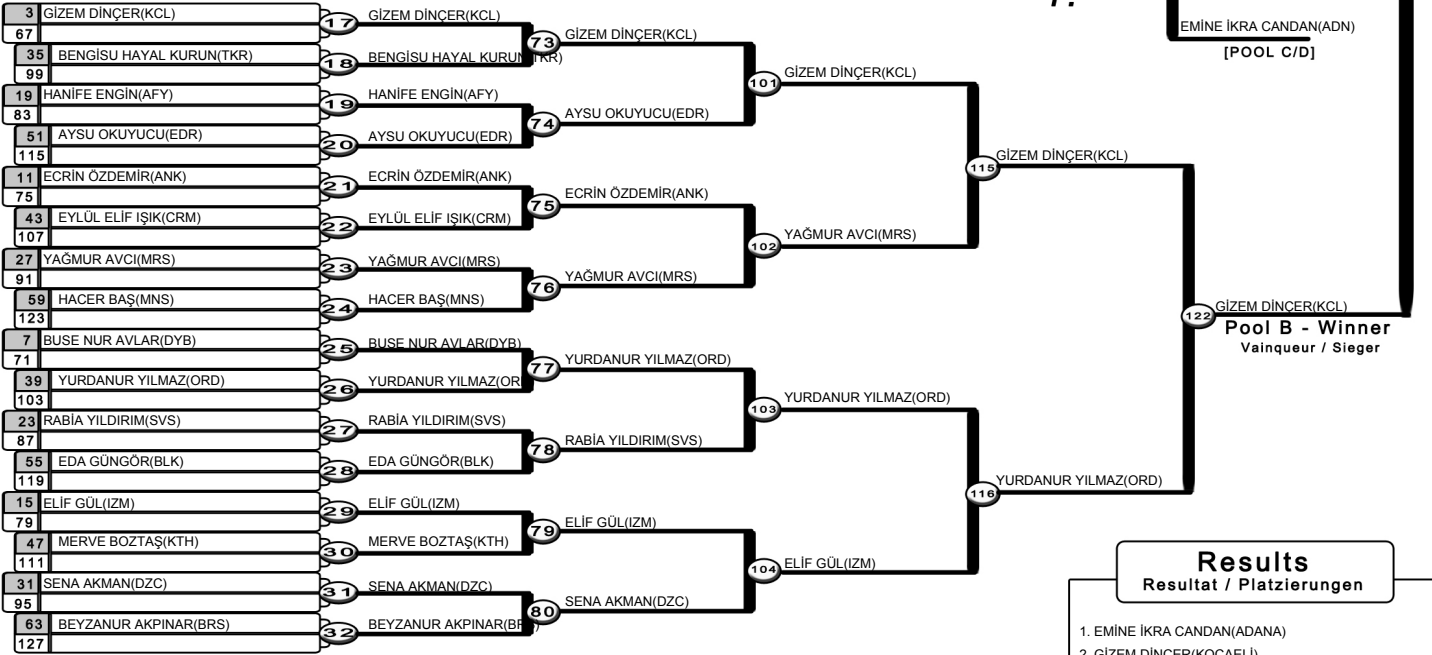 3 GİZEM DİNÇER(KCL)
67
35 BENGİSU HAYAL KURUN(TKR)
99
19 HANİFE ENGİN(AFY)
83
51 AYSU OKUYUCU(EDR)
115
11 ECRİN ÖZDEMİR(ANK)
75
43 EYLÜL ELİF IŞIK(CRM)
107
27 YAĞMUR AVCI(MRS)
91
59 HACER BAŞ(MNS)
123
7 BUSE NUR AVLAR(DYB)
71
39 YURDANUR YILMAZ(ORD)
103
23 RABİA YILDIRIM(SVS)
87
55 EDA GÜNGÖR(BLK)
119
15 ELİF GÜL(IZM)
79
47 MERVE BOZTAŞ(KTH)
111
31 SENA AKMAN(DZC)
95
63 BEYZANUR AKPINAR(BRS)
127
17 GİZEM DİNÇER(KCL)
18 BENGİSU HAYAL KURUN(TKR)
19 HANİFE ENGİN(AFY)
20 AYSU OKUYUCU(EDR)
21 ECRİN ÖZDEMİR(ANK)
22 EYLÜL ELİF IŞIK(CRM)
23 YAĞMUR AVCI(MRS)
24 HACER BAŞ(MNS)
25 BUSE NUR AVLAR(DYB)
26 YURDANUR YILMAZ(OR
27 RABİA YILDIRIM(SVS)
28 EDA GÜNGÖR(BLK)
29 ELİF GÜL(IZM)
30 MERVE BOZTAŞ(KTH)
31 SENA AKMAN(DZC)
32 BEYZANUR AKPINAR(BRS)
73 GİZEM DİNÇER(KCL)
74 AYSU OKUYUCU(EDR)
75 ECRİN ÖZDEMİR(ANK)
76 YAĞMUR AVCI(MRS)
77 YURDANUR YILMAZ(ORD)
78 RABİA YILDIRIM(SVS)
79 ELİF GÜL(IZM)
80 SENA AKMAN(DZC)
101 GİZEM DİNÇER(KCL)
102 YAĞMUR AVCI(MRS)
103 YURDANUR YILMAZ(ORD)
104 ELİF GÜL(IZM)
115 GİZEM DİNÇER(KCL)
116 YURDANUR YILMAZ(ORD)
122 GİZEM DİNÇER(KCL)
Pool B - Winner
Vainqueur / Sieger
EMİNE İKRA CANDAN(ADN)
[POOL C/D]
Results
Resultat / Platzierungen
1. EMİNE İKRA CANDAN(ADANA)
2. GİZEM DİNÇER(KOCAELİ)